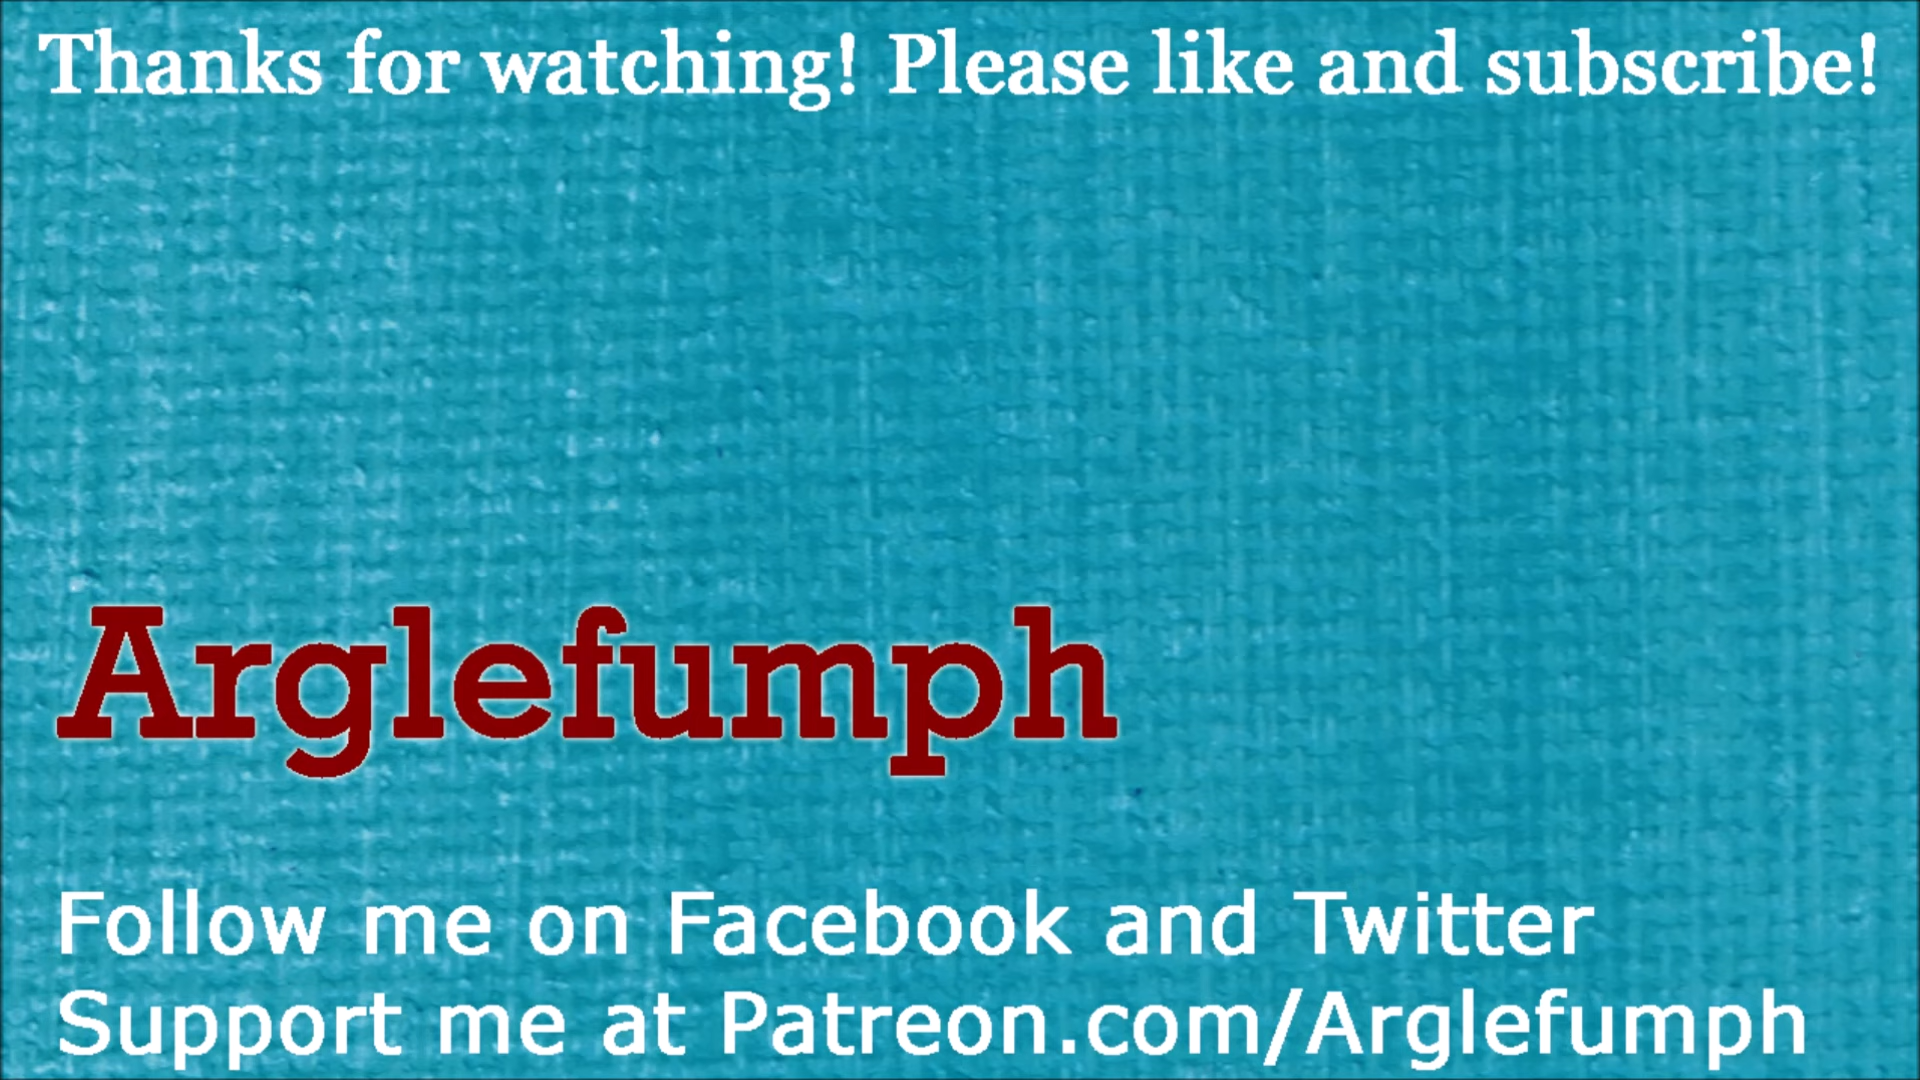 Thanks for watching! Please like and subscribe!
Arglefumph
Follow me on Facebook and Twitter
Support me at Patreon.com/Arglefumph